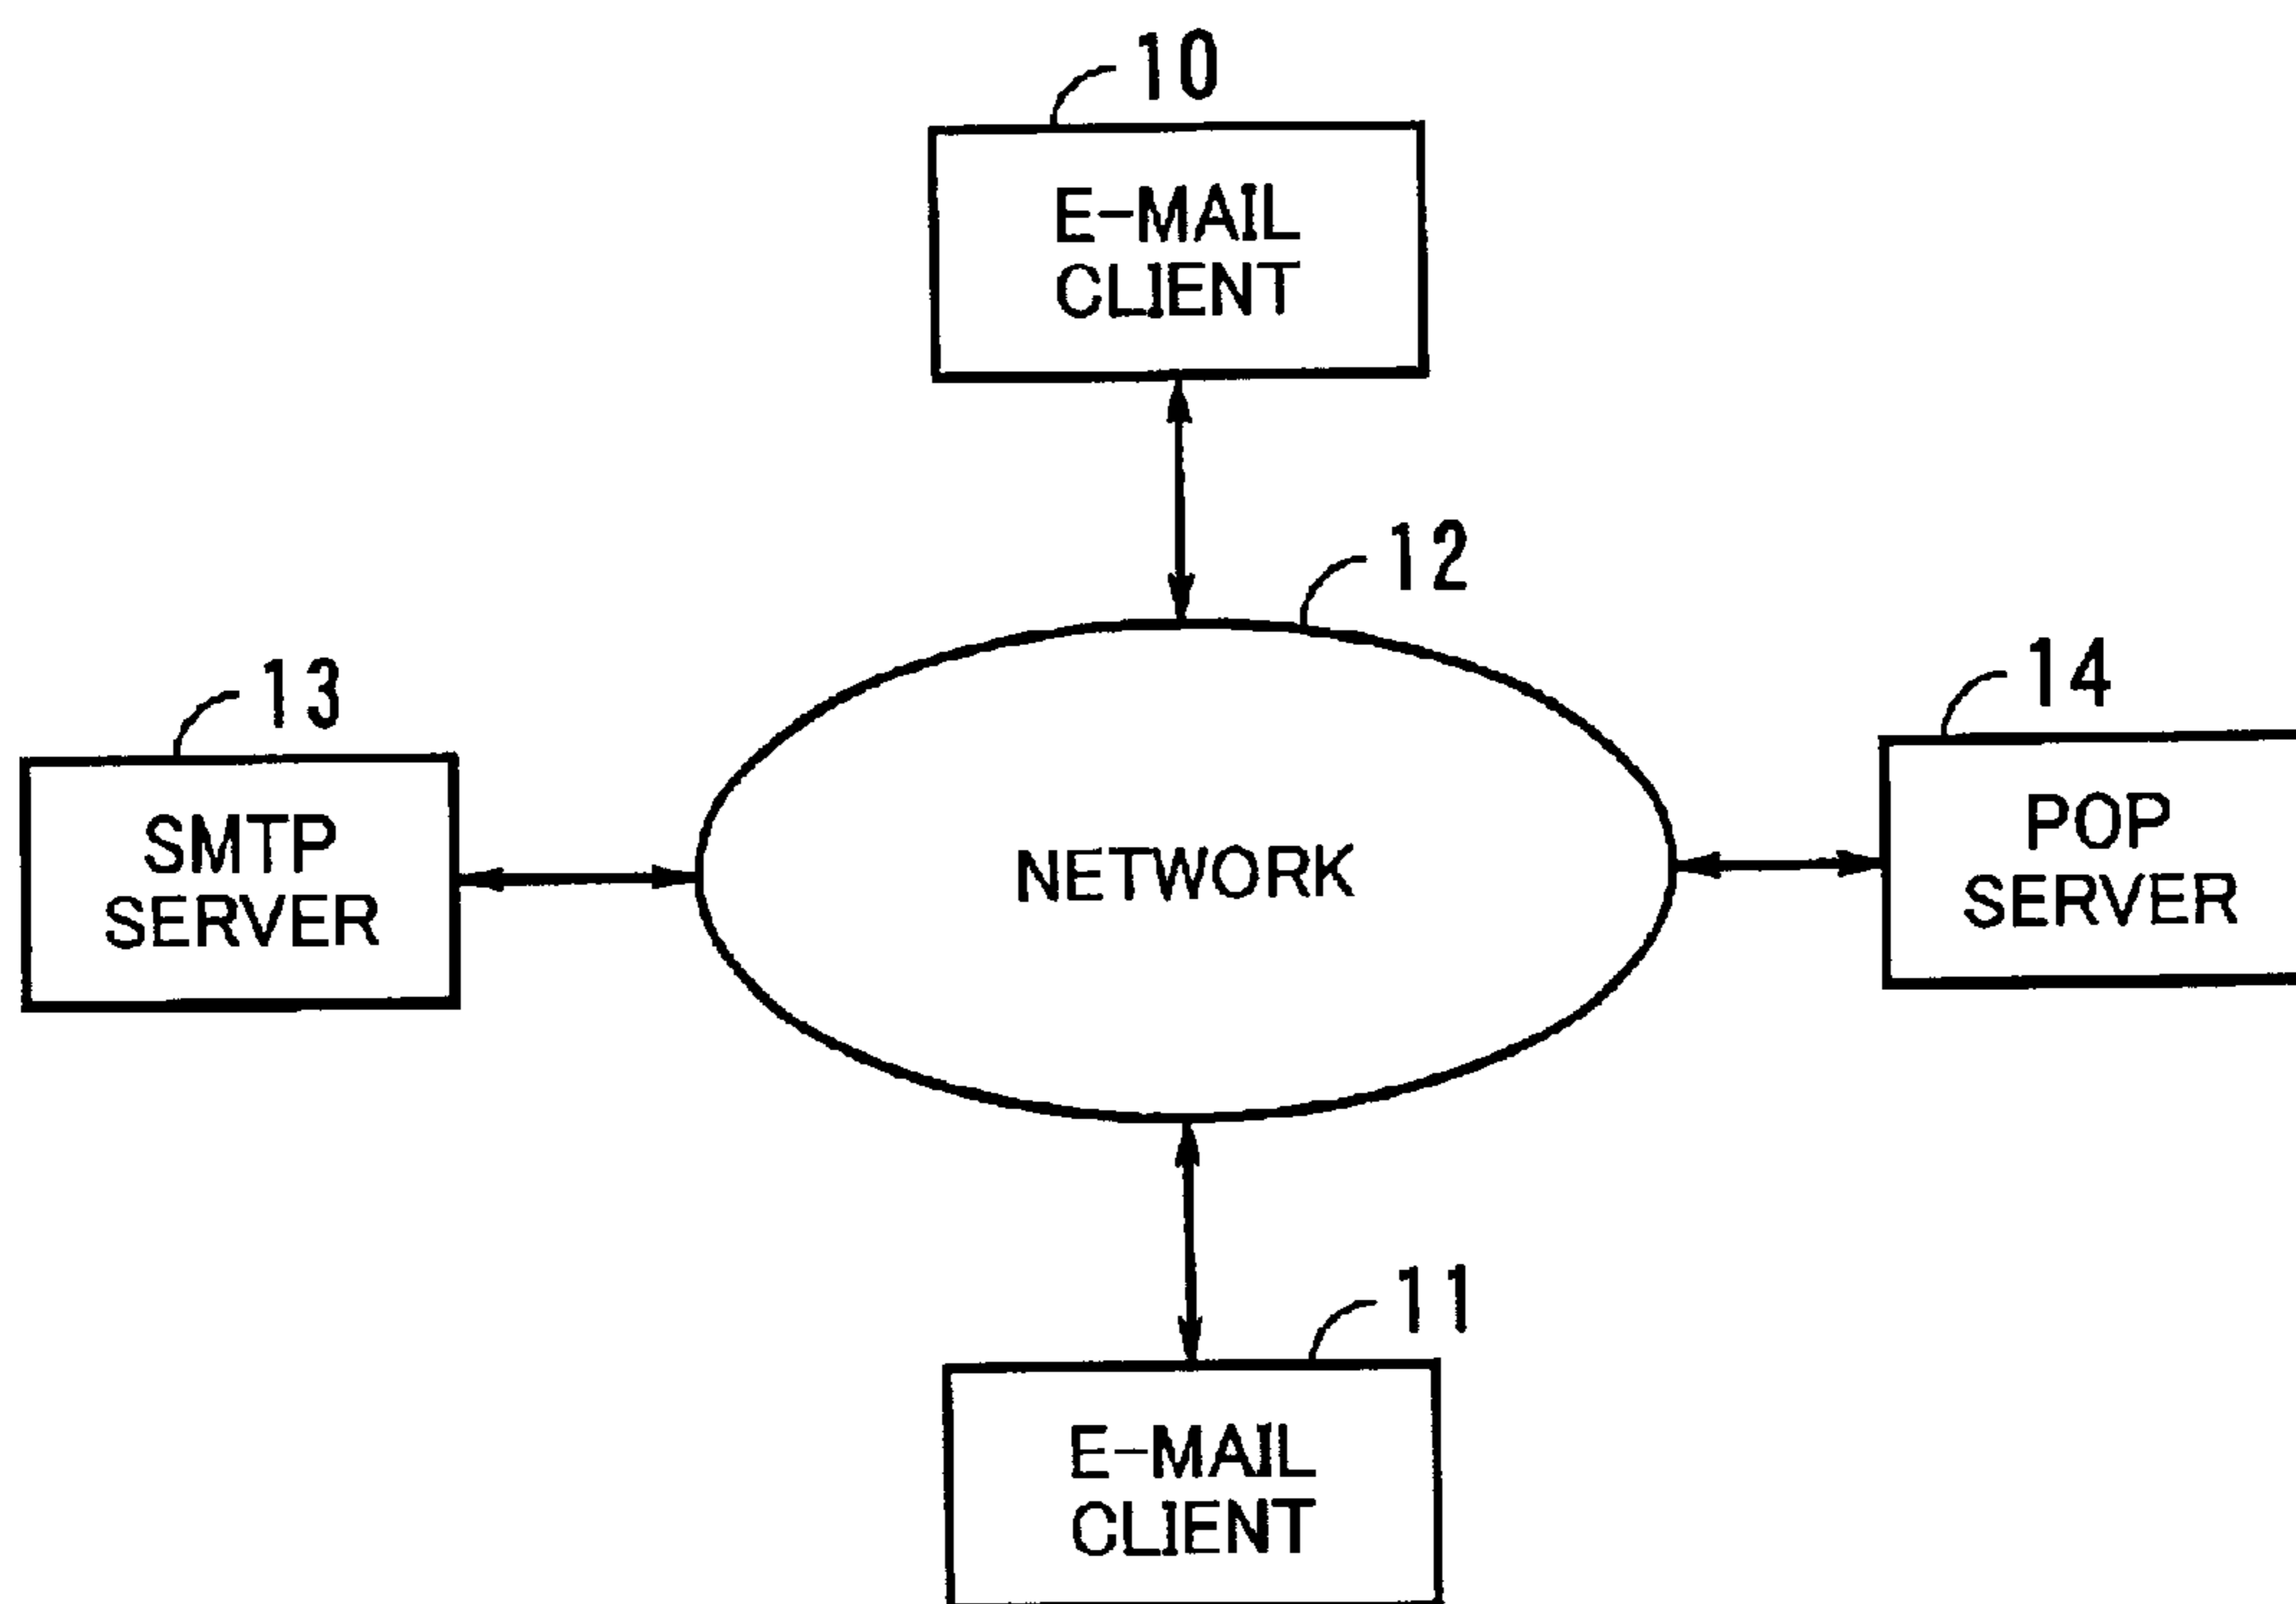 10
E-MAIL
CLIENT
12
13
14
SMTP
SERVER
NETWORK
POP
SERVER
11
E-MAIL
CLIENT